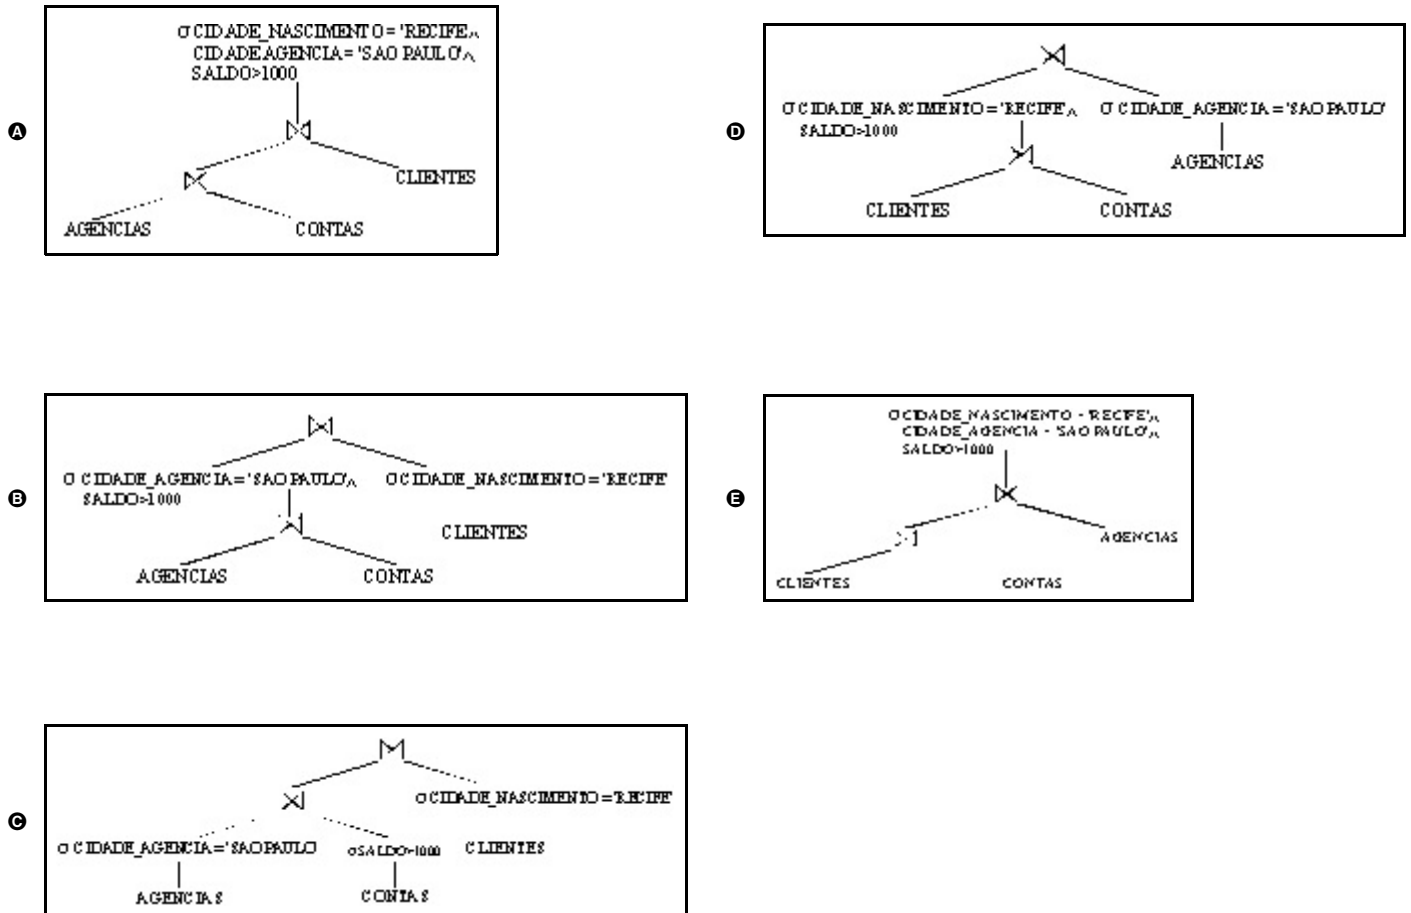 A
σ CIDADE_NASCIMENTO = 'RECIFE'∧
CIDADE AGENCIA = 'SAO PAULO'∧
SALDO>1000
CLIENTES
AGENCIAS CONTAS
B
σ CIDADE_AGENCIA = 'SAO PAULO'∧ σ CIDADE_NASCIMENTO = 'RECIFE'
SALDO>1000
CLIENTES
AGENCIAS CONTAS
C
σ CIDADE_NASCIMENTO = 'RECIFE'
σ CIDADE_AGENCIA = 'SAO PAULO σSALDO>1000 CLIENTES
AGENCIAS CONTAS
D
σ CIDADE_NASCIMENTO = 'RECIFE'∧ σ CIDADE_AGENCIA = 'SAO PAULO'
SALDO>1000
AGENCIAS
CLIENTES CONTAS
E
σ CIDADE_NASCIMENTO = 'RECIFE'∧
CIDADE_AGENCIA = 'SAO PAULO'∧
SALDO>1000
AGENCIAS
CLIENTES CONTAS